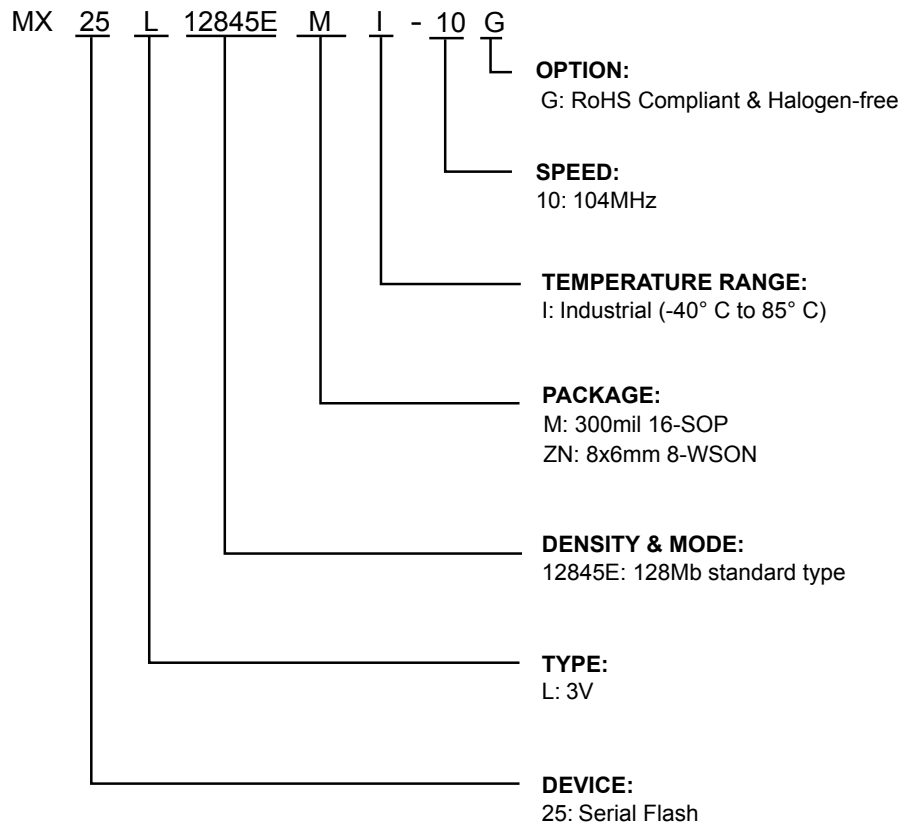 MX 25 L 12845E M I - 10 G
OPTION:
G: RoHS Compliant & Halogen-free
SPEED:
10: 104MHz
TEMPERATURE RANGE:
I: Industrial (-40° C to 85° C)
PACKAGE:
M: 300mil 16-SOP
ZN: 8x6mm 8-WSON
DENSITY & MODE:
12845E: 128Mb standard type
TYPE:
L: 3V
DEVICE:
25: Serial Flash